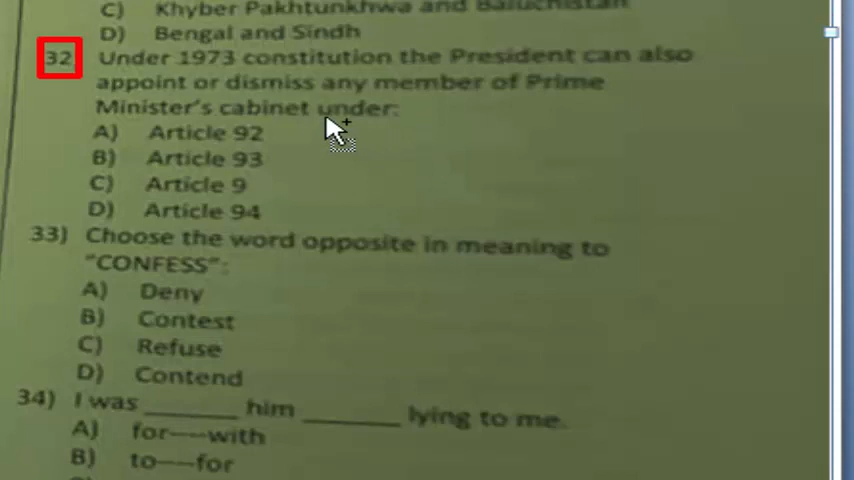 C) Khyber Pakhtunkhwa and Baluchistan
D) Bengal and Sindh
32 Under 1973 constitution the President can also
appoint or dismiss any member of Prime
Minister's cabinet under:
A) Article 92
B) Article 93
C) Article 9
D) Article 94
33) Choose the word opposite in meaning to
"CONFESS":
A) Deny
B) Contest
C) Refuse
D) Contend
34) I was ______ him ______ lying to me.
A) for----with
B) to----for